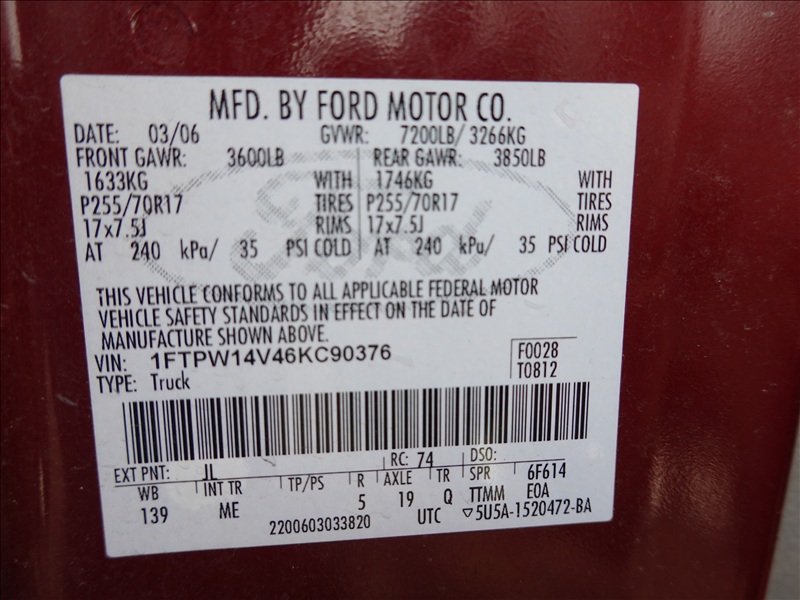 MFD. BY FORD MOTOR CO.
DATE: 03/06 GVWR: 7200LB/ 3266KG
FRONT GAWR: 3600LB REAR GAWR: 3850LB
1633KG WITH 1746KG WITH
P255/70R17 TIRES P255/70R17 TIRES
17x7.5J RIMS 17x7.5J RIMS
AT 240 kPa/ 35 PSI COLD AT 240 kPa/ 35 PSI COLD
THIS VEHICLE CONFORMS TO ALL APPLICABLE FEDERAL MOTOR
VEHICLE SAFETY STANDARDS IN EFFECT ON THE DATE OF
MANUFACTURE SHOWN ABOVE.
VIN: 1FTPW14V46KC90376 F0028
TYPE: Truck T0812
EXT PNT: JL RC: 74 DSO:
WB INT TR TP/PS R AXLE TR SPR 6F614
139 ME 5 19 Q TTMM E0A
2200603033820 UTC ▽5U5A-1520472-BA